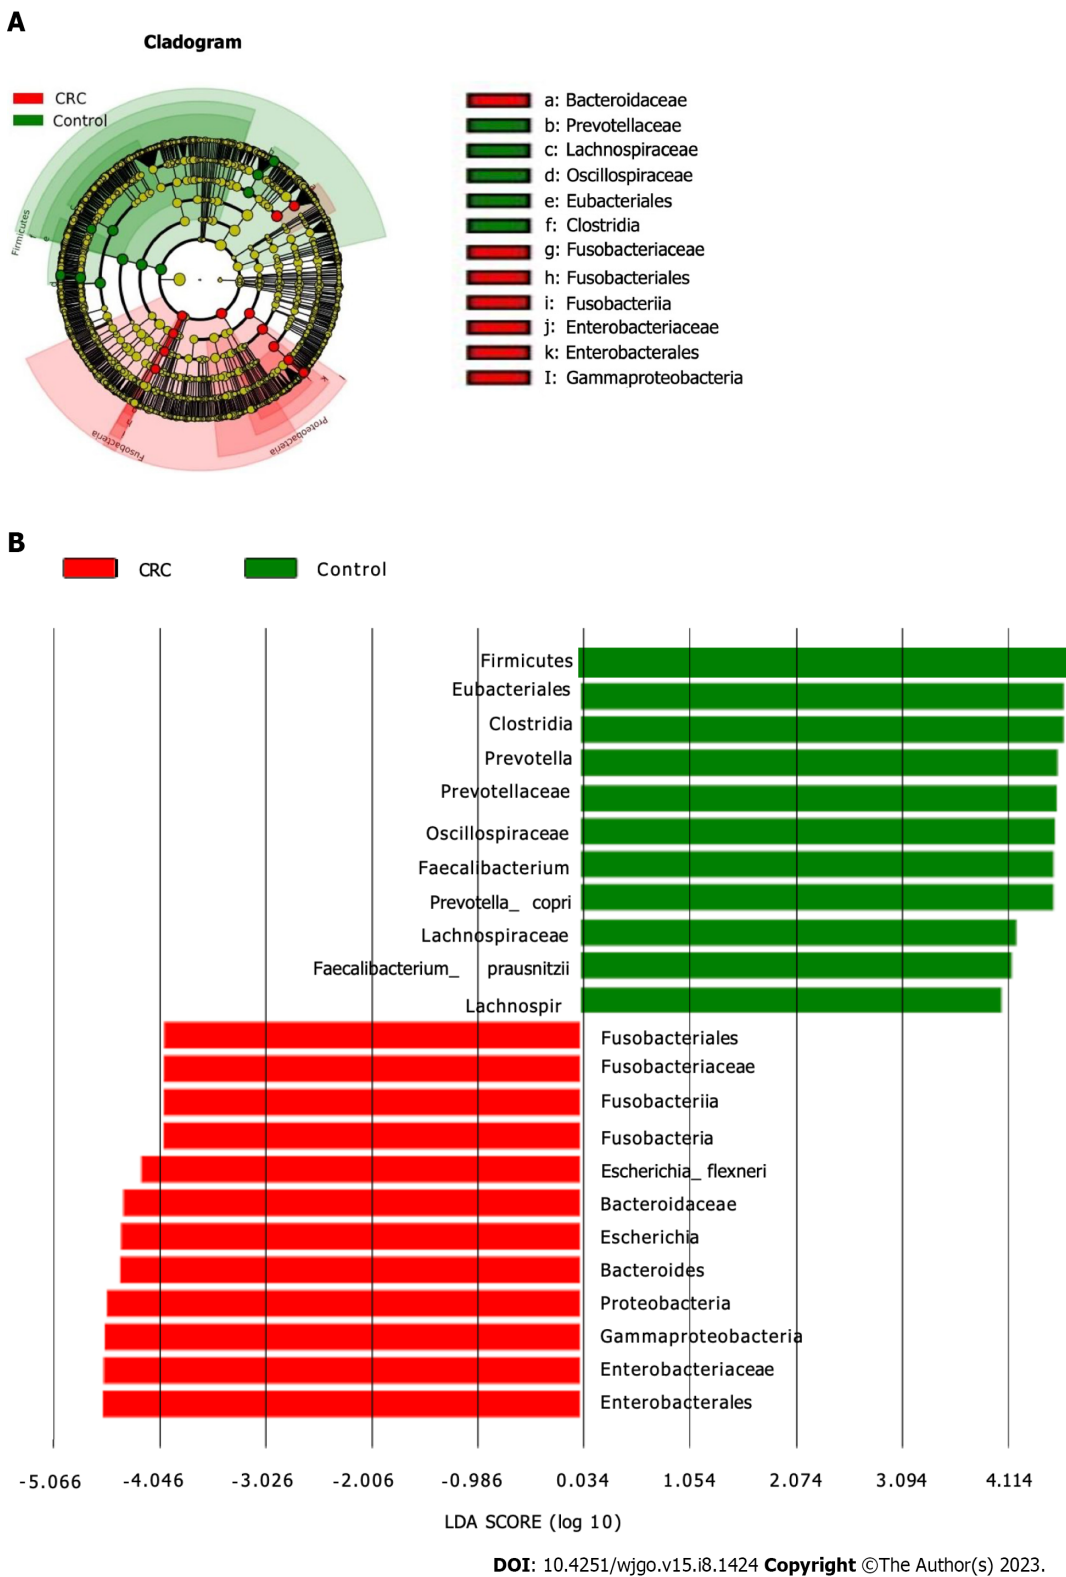 A
Cladogram
CRC
Control
Firmicutes
Fusobacteria
Proteobacteria
a: Bacteroidaceae
b: Prevotellaceae
c: Lachnospiraceae
d: Oscillospiraceae
e: Eubacteriales
f: Clostridia
g: Fusobacteriaceae
h: Fusobacteriales
i: Fusobacteriia
j: Enterobacteriaceae
k: Enterobacterales
I: Gammaproteobacteria
B
CRC Control
Firmicutes
Eubacteriales
Clostridia
Prevotella
Prevotellaceae
Oscillospiraceae
Faecalibacterium
Prevotella_ copri
Lachnospiraceae
Faecalibacterium_ prausnitzii
Lachnospir
Fusobacteriales
Fusobacteriaceae
Fusobacteriia
Fusobacteria
Escherichia_ flexneri
Bacteroidaceae
Escherichia
Bacteroides
Proteobacteria
Gammaproteobacteria
Enterobacteriaceae
Enterobacterales
-5.066 -4.046 -3.026 -2.006 -0.986 0.034 1.054 2.074 3.094 4.114
LDA SCORE (log 10)
DOI: 10.4251/wjgo.v15.i8.1424 Copyright ©The Author(s) 2023.